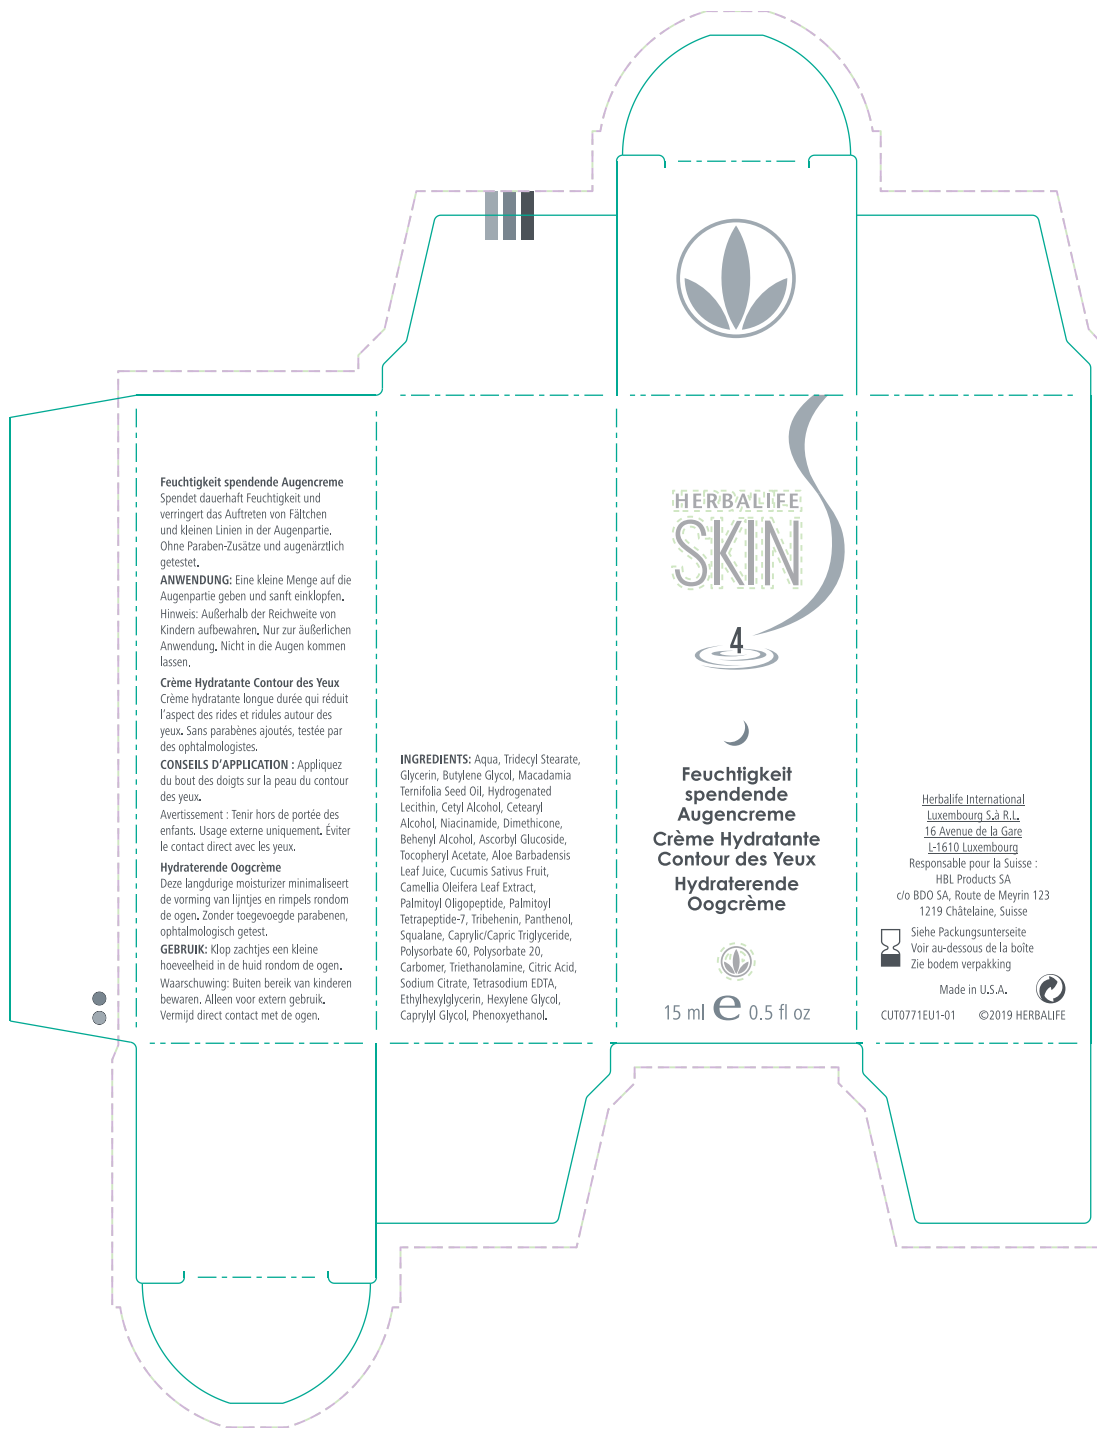 Feuchtigkeit spendende Augencreme
Spendet dauerhaft Feuchtigkeit und
verringert das Auftreten von Fältchen
und kleinen Linien in der Augenpartie.
Ohne Paraben-Zusätze und augenärztlich
getestet.
ANWENDUNG: Eine kleine Menge auf die
Augenpartie geben und sanft einklopfen.
Hinweis: Außerhalb der Reichweite von
Kindern aufbewahren. Nur zur äußerlichen
Anwendung. Nicht in die Augen kommen
lassen.
Crème Hydratante Contour des Yeux
Crème hydratante longue durée qui réduit
l'aspect des rides et ridules autour des
yeux. Sans parabènes ajoutés, testée par
des ophtalmologistes.
CONSEILS D'APPLICATION : Appliquez
du bout des doigts sur la peau du contour
des yeux.
Avertissement : Tenir hors de portée des
enfants. Usage externe uniquement. Éviter
le contact direct avec les yeux.
Hydraterende Oogcrème
Deze langdurige moisturizer minimaliseert
de vorming van lijntjes en rimpels rondom
de ogen. Zonder toegevoegde parabenen,
ophtalmologisch getest.
GEBRUIK: Klop zachtjes een kleine
hoeveelheid in de huid rondom de ogen.
Waarschuwing: Buiten bereik van kinderen
bewaren. Alleen voor extern gebruik.
Vermijd direct contact met de ogen.
INGREDIENTS: Aqua, Tridecyl Stearate,
Glycerin, Butylene Glycol, Macadamia
Ternifolia Seed Oil, Hydrogenated
Lecithin, Cetyl Alcohol, Cetearyl
Alcohol, Niacinamide, Dimethicone,
Behenyl Alcohol, Ascorbyl Glucoside,
Tocopheryl Acetate, Aloe Barbadensis
Leaf Juice, Cucumis Sativus Fruit,
Camellia Oleifera Leaf Extract,
Palmitoyl Oligopeptide, Palmitoyl
Tetrapeptide-7, Tribehenin, Panthenol,
Squalane, Caprylic/Capric Triglyceride,
Polysorbate 60, Polysorbate 20,
Carbomer, Triethanolamine, Citric Acid,
Sodium Citrate, Tetrasodium EDTA,
Ethylhexylglycerin, Hexylene Glycol,
Caprylyl Glycol, Phenoxyethanol.
HERBALIFE
SKIN
4
Feuchtigkeit
spendende
Augencreme
Crème Hydratante
Contour des Yeux
Hydraterende
Oogcrème
15 ml e 0.5 fl oz
Herbalife International
Luxembourg S.à R.L.
16 Avenue de la Gare
L-1610 Luxembourg
Responsable pour la Suisse :
HBL Products SA
c/o BDO SA, Route de Meyrin 123
1219 Châtelaine, Suisse
Siehe Packungsunterseite
Voir au-dessous de la boîte
Zie bodem verpakking
Made in U.S.A.
CUT0771EU1-01 ©2019 HERBALIFE